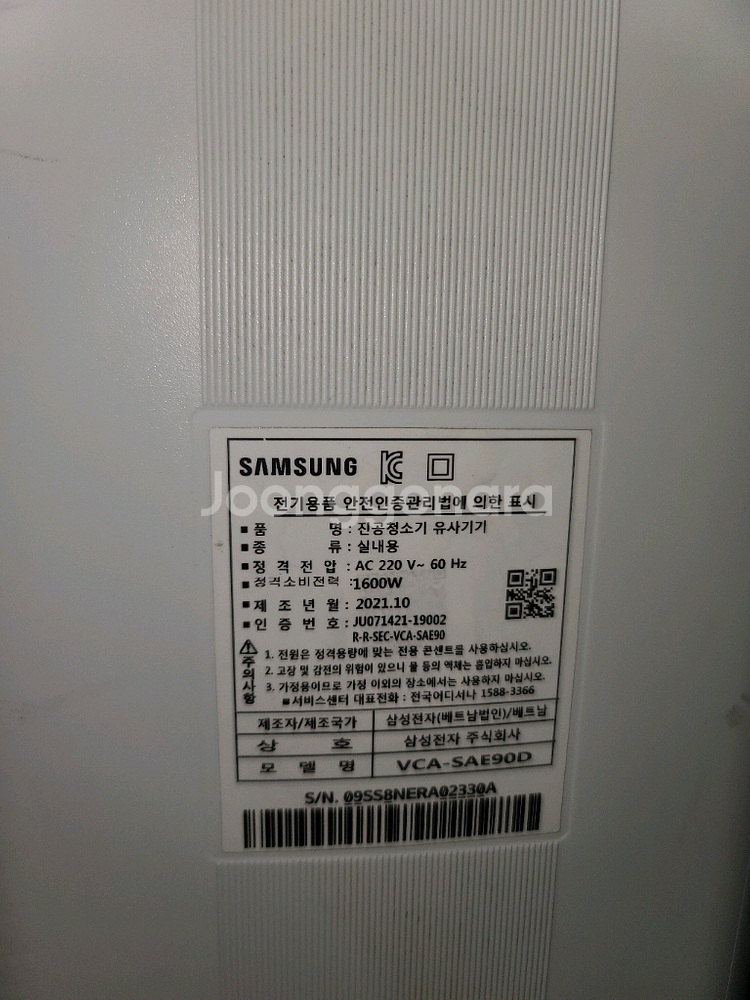 SAMSUNG
Joonggonara
전기용품 안전인증관리법에 의한 표시
■ 품 명 : 진공청소기 유사기기
■ 종 류 : 실내용
■ 정 격 전 압 : AC 220 V~ 60 Hz
■ 정격소비전력 : 1600W
■ 제 조 년 월 : 2021.10
■ 인 증 번 호 : JU071421-19002
R-R-SEC-VCA-SAE90
주의사항
1. 전원은 정격용량에 맞는 전용 콘센트를 사용하십시오.
2. 고장 및 감전의 위험이 있으니 물 등의 액체는 흡입하지 마십시오.
3. 가정용이므로 가정 이외의 장소에서는 사용하지 마십시오.
■ 서비스센터 대표전화 : 전국어디서나 1588-3366
제조자/제조국가 삼성전자(베트남법인)/베트남
상 호 삼성전자 주식회사
모 델 명 VCA-SAE90D
S/N. 09SS8NERA02330A